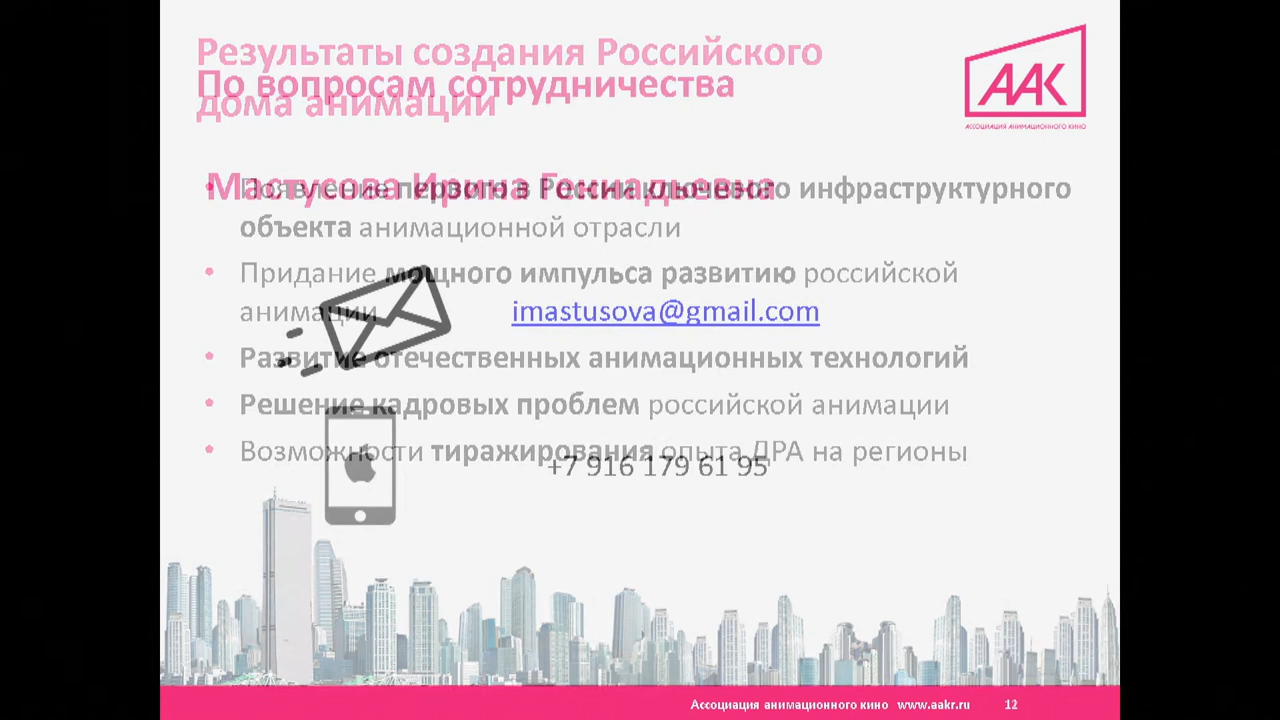 Результаты создания Российского
дома анимации
По вопросам сотрудничества
ААК
АССОЦИАЦИЯ АНИМАЦИОННОГО КИНО
Мастусова Ирина Геннадьевна
• Появление первого в России ключевого инфраструктурного
объекта анимационной отрасли
• Придание мощного импульса развитию российской
анимации
imastusova@gmail.com
• Развитие отечественных анимационных технологий
• Решение кадровых проблем российской анимации
• Возможности тиражирования опыта ДРА на регионы
+7 916 179 61 95
Ассоциация анимационного кино www.aakr.ru 12